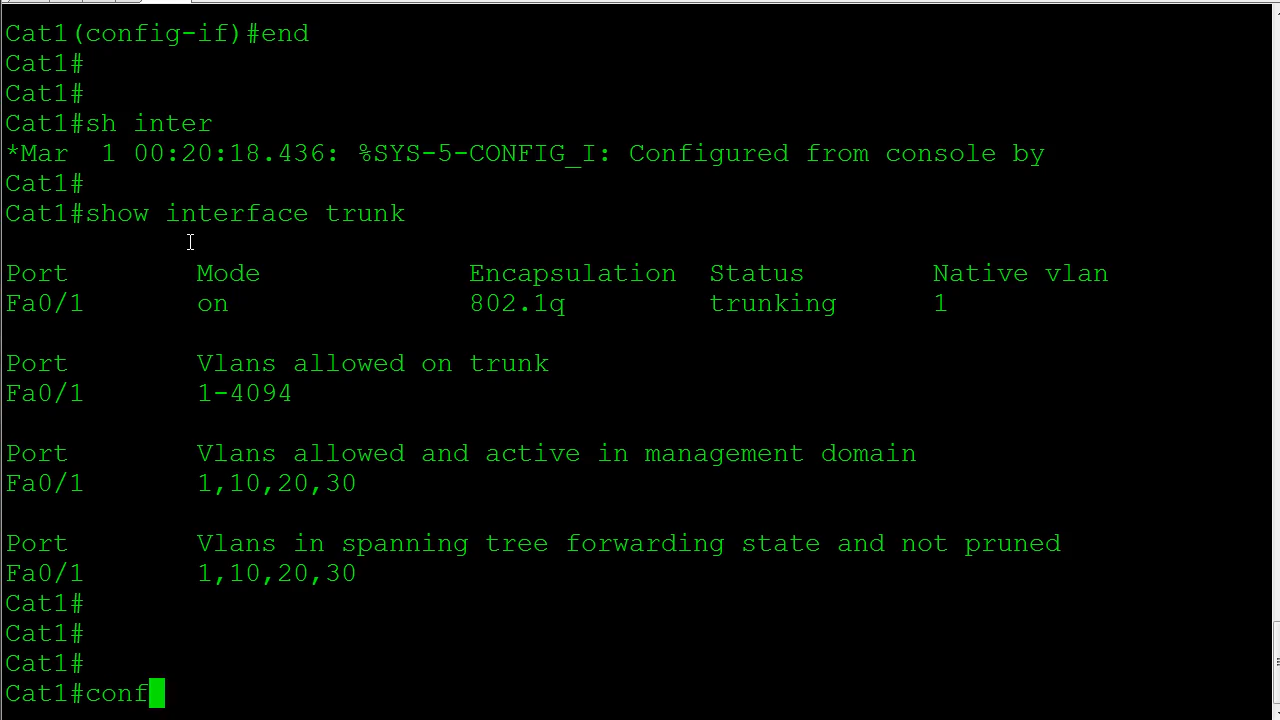 Cat1(config-if)#end
Cat1#
Cat1#
Cat1#sh inter
*Mar  1 00:20:18.436: %SYS-5-CONFIG_I: Configured from console by
Cat1#
Cat1#show interface trunk
Port        Mode             Encapsulation  Status        Native vlan
Fa0/1       on               802.1q         trunking      1
Port        Vlans allowed on trunk
Fa0/1       1-4094
Port        Vlans allowed and active in management domain
Fa0/1       1,10,20,30
Port        Vlans in spanning tree forwarding state and not pruned
Fa0/1       1,10,20,30
Cat1#
Cat1#
Cat1#
Cat1#conf